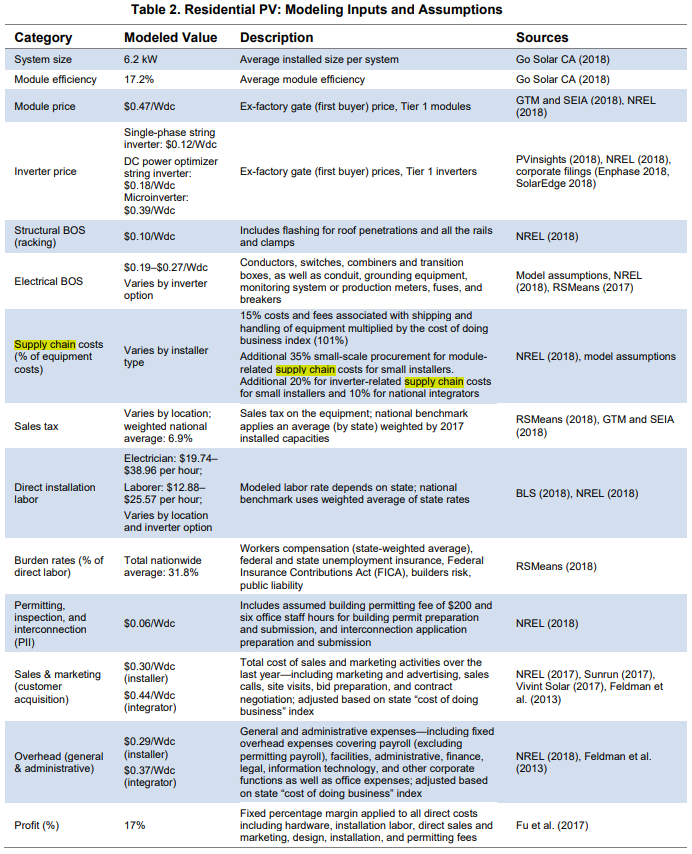 Table 2. Residential PV: Modeling Inputs and Assumptions
Category Modeled Value Description Sources
System size 6.2 kW Average installed size per system Go Solar CA (2018)
Module efficiency 17.2% Average module efficiency Go Solar CA (2018)
Module price $0.47/Wdc Ex-factory gate (first buyer) price, Tier 1 modules GTM and SEIA (2018), NREL
(2018)
Inverter price
Single-phase string
inverter: $0.12/Wdc
DC power optimizer
string inverter:
$0.18/Wdc
Microinverter:
$0.39/Wdc
Ex-factory gate (first buyer) prices, Tier 1 inverters
PVinsights (2018), NREL (2018),
corporate filings (Enphase 2018,
SolarEdge 2018)
Structural BOS
(racking)
$0.10/Wdc
Includes flashing for roof penetrations and all the rails
and clamps
NREL (2018)
Electrical BOS
$0.19–$0.27/Wdc
Varies by inverter
option
Conductors, switches, combiners and transition
boxes, as well as conduit, grounding equipment,
monitoring system or production meters, fuses, and
breakers
Model assumptions, NREL
(2018), RSMeans (2017)
Supply chain costs
(% of equipment
costs)
Varies by installer
type
15% costs and fees associated with shipping and
handling of equipment multiplied by the cost of doing
business index (101%)
Additional 35% small-scale procurement for module-
related supply chain costs for small installers.
Additional 20% for inverter-related supply chain costs
for small installers and 10% for national integrators
NREL (2018), model assumptions
Sales tax
Varies by location;
weighted national
average: 6.9%
Sales tax on the equipment; national benchmark
applies an average (by state) weighted by 2017
installed capacities
RSMeans (2018), GTM and SEIA
(2018)
Direct installation
labor
Electrician: $19.74–
$38.96 per hour;
Laborer: $12.88–
$25.57 per hour;
Varies by location
and inverter option
Modeled labor rate depends on state; national
benchmark uses weighted average of state rates
BLS (2018), NREL (2018)
Burden rates (% of
direct labor)
Total nationwide
average: 31.8%
Workers compensation (state-weighted average),
federal and state unemployment insurance, Federal
Insurance Contributions Act (FICA), builders risk,
public liability
RSMeans (2018)
Permitting,
inspection, and
interconnection
(PII)
$0.06/Wdc
Includes assumed building permitting fee of $200 and
six office staff hours for building permit preparation
and submission, and interconnection application
preparation and submission
NREL (2018)
Sales & marketing
(customer
acquisition)
$0.30/Wdc
(installer)
$0.44/Wdc
(integrator)
Total cost of sales and marketing activities over the
last year—including marketing and advertising, sales
calls, site visits, bid preparation, and contract
negotiation; adjusted based on state “cost of doing
business” index
NREL (2017), Sunrun (2017),
Vivint Solar (2017), Feldman et
al. (2013)
Overhead (general
& administrative)
$0.29/Wdc
(installer)
$0.37/Wdc
(integrator)
General and administrative expenses—including fixed
overhead expenses covering payroll (excluding
permitting payroll), facilities, administrative, finance,
legal, information technology, and other corporate
functions as well as office expenses; adjusted based
on state “cost of doing business” index
NREL (2018), Feldman et al.
(2013)
Profit (%)
17%
Fixed percentage margin applied to all direct costs
including hardware, installation labor, direct sales and
marketing, design, installation, and permitting fees
Fu et al. (2017)